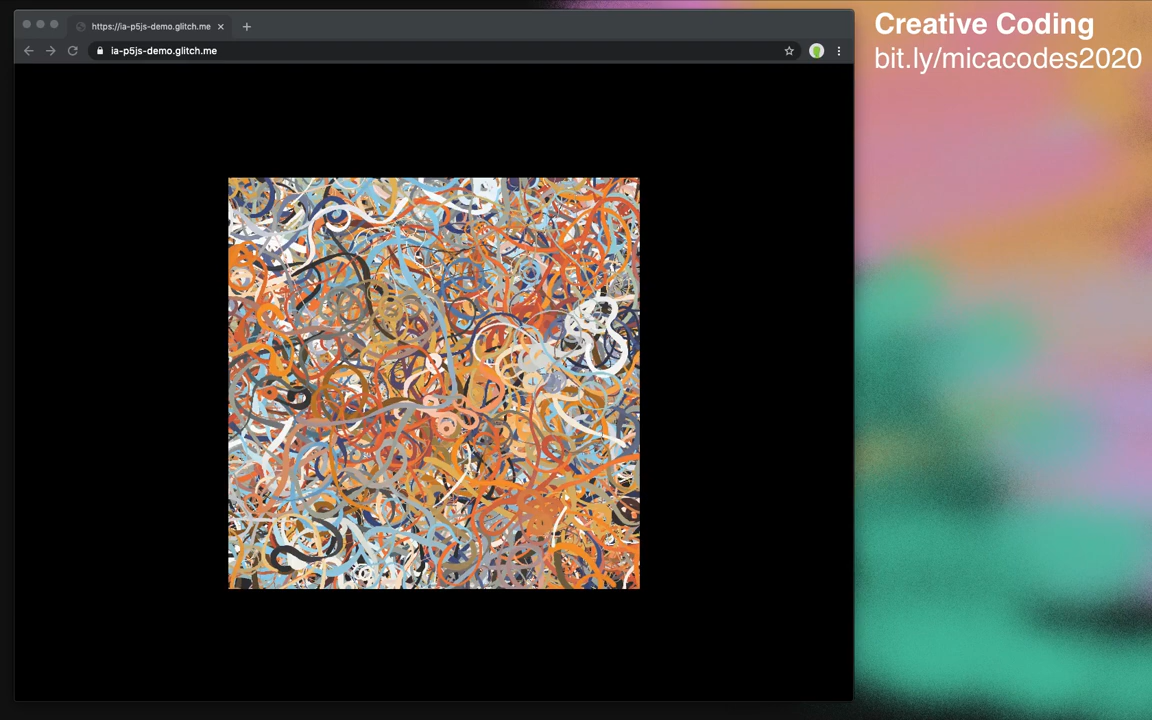 https://ia-p5js-demo.glitch.me
ia-p5js-demo.glitch.me
Creative Coding
bit.ly/micacodes2020